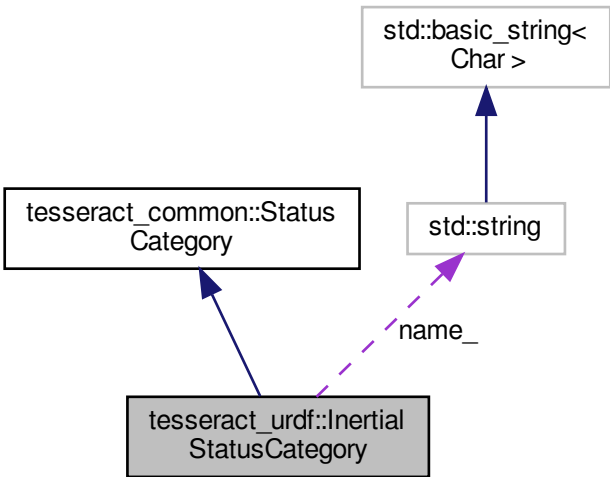 std::basic_string<
Char >
tesseract_common::Status
Category
std::string
name_
tesseract_urdf::Inertial
StatusCategory